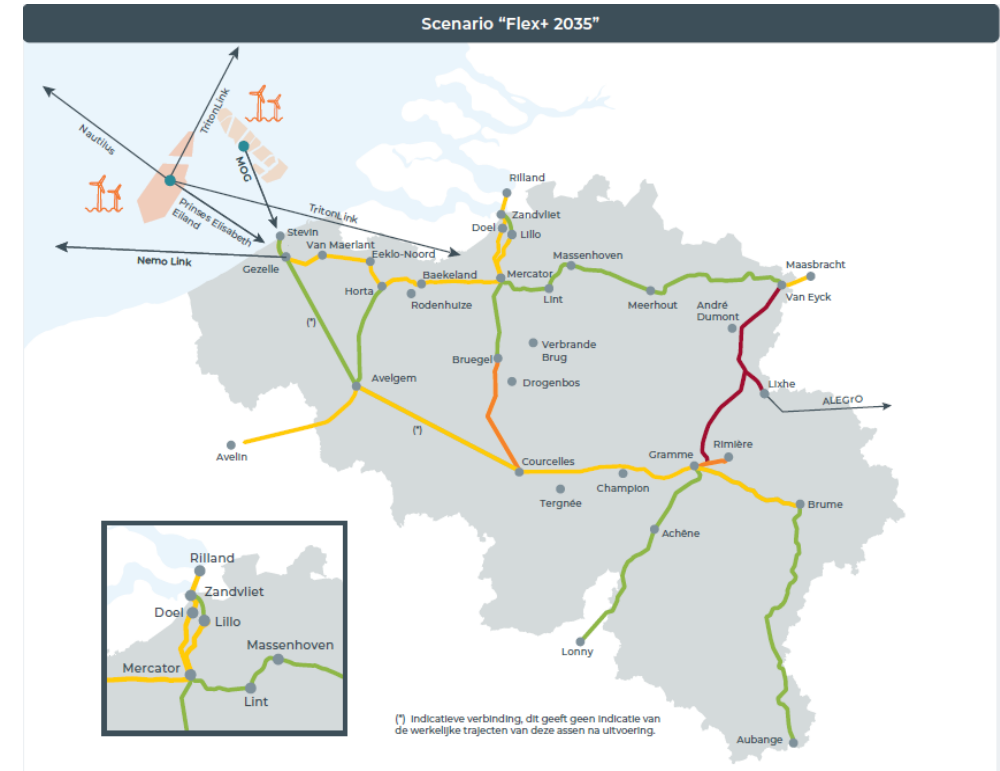 Scenario “Flex+ 2035”
TritonLink
Nautilus
MOG
Prinses Elisabeth
Eiland
TritonLink
Nemo Link
Rilland
Zandvliet
Doel
Lillo
Stevin
Van Maerlant
Eeklo-Noord
Gezelle
Massenhoven
Maasbracht
Baekeland
Mercator
Horta
Rodenhuize
Lint
Meerhout
André
Dumont
Van Eyck
(*)
Verbrande
Brug
Bruegel
Drogenbos
Avelgem
Lixhe
ALEGrO
(*)
Avelin
Courcelles
Gramme
Rimière
Champion
Tergnée
Brume
Achêne
Lonny
Aubange
Rilland
Zandvliet
Doel
Lillo
Massenhoven
Mercator
Lint
(*) Indicatieve verbinding, dit geeft geen indicatie van
de werkelijke trajecten van deze assen na uitvoering.